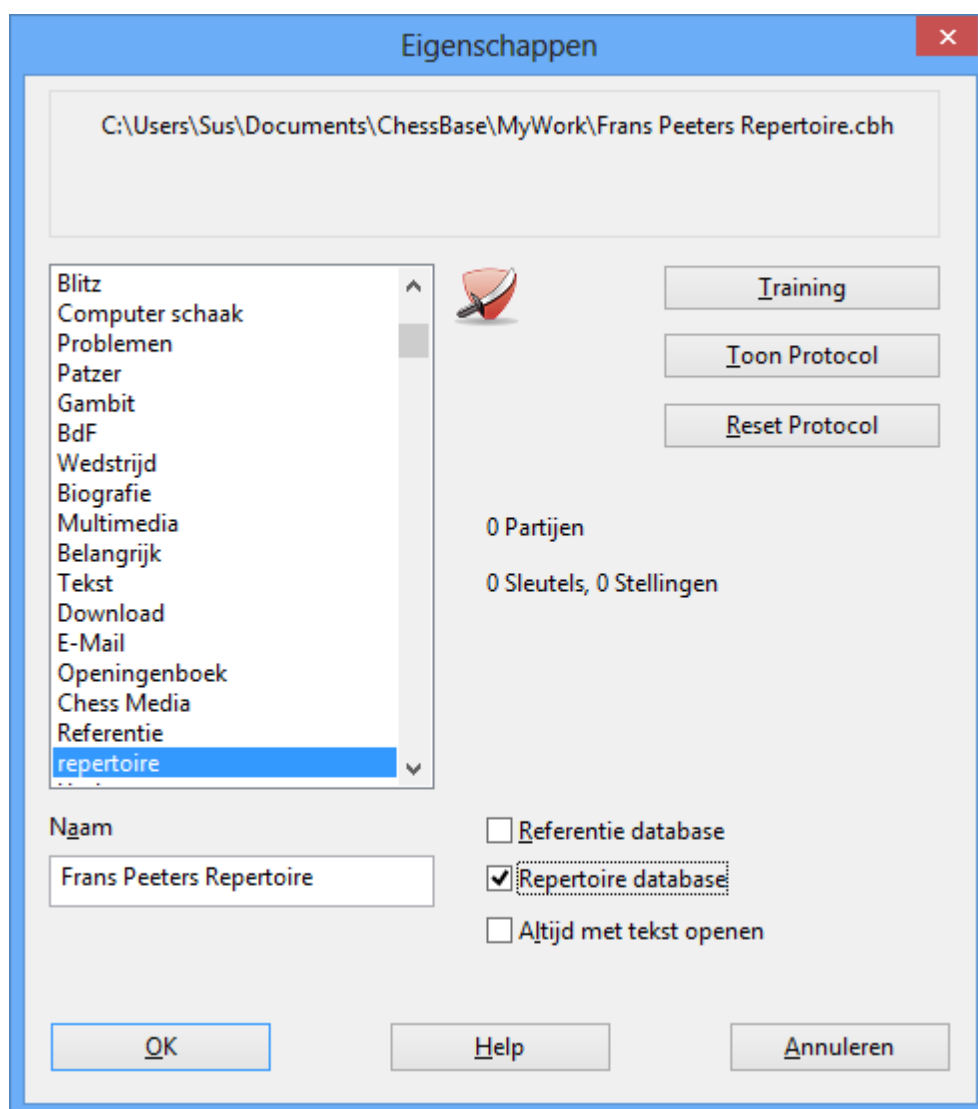 Eigenschappen
C:\Users\Sus\Documents\ChessBase\MyWork\Frans Peeters Repertoire.cbh
Blitz
Computer schaak
Problemen
Patzer
Gambit
BdF
Wedstrijd
Biografie
Multimedia
Belangrijk
Tekst
Download
E-Mail
Openingenboek
Chess Media
Referentie
repertoire
Training
Toon Protocol
Reset Protocol
0 Partijen
0 Sleutels, 0 Stellingen
Naam
Frans Peeters Repertoire
Referentie database
Repertoire database
Altijd met tekst openen
OK
Help
Annuleren